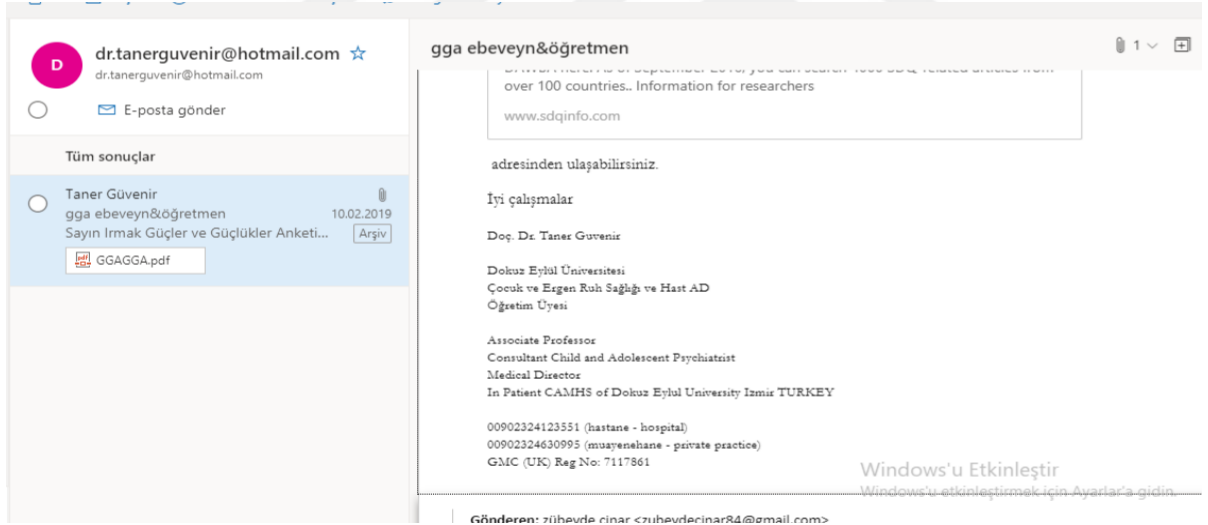 dr.tanerguvenir@hotmail.com
D
dr.tanerguvenir@hotmail.com
E-posta gönder
Tüm sonuçlar
Taner Güvenir
gga ebeveyn&öğretmen 10.02.2019
Sayın Irmak Güçler ve Güçlükler Anketi... Arşiv
GGAGGA.pdf
gga ebeveyn&öğretmen
1
over 100 countries.. Information for researchers
www.sdqinfo.com
adresinden ulaşabilirsiniz.
İyi çalışmalar
Doç. Dr. Taner Guvenir
Dokuz Eylül Üniversitesi
Çocuk ve Ergen Ruh Sağlığı ve Hast AD
Öğretim Üyesi
Associate Professor
Consultant Child and Adolescent Psychiatrist
Medical Director
In Patient CAMHS of Dokuz Eylul University Izmir TURKEY
00902324123551 (hastane - hospital)
00902324630995 (muayenehane - private practice)
GMC (UK) Reg No: 7117861
Windows'u Etkinleştir
Windows'u etkinleştirmek için Ayarlar'a gidin.
Gönderen: zübeyde çinar <zubeydecinar84@gmail.com>